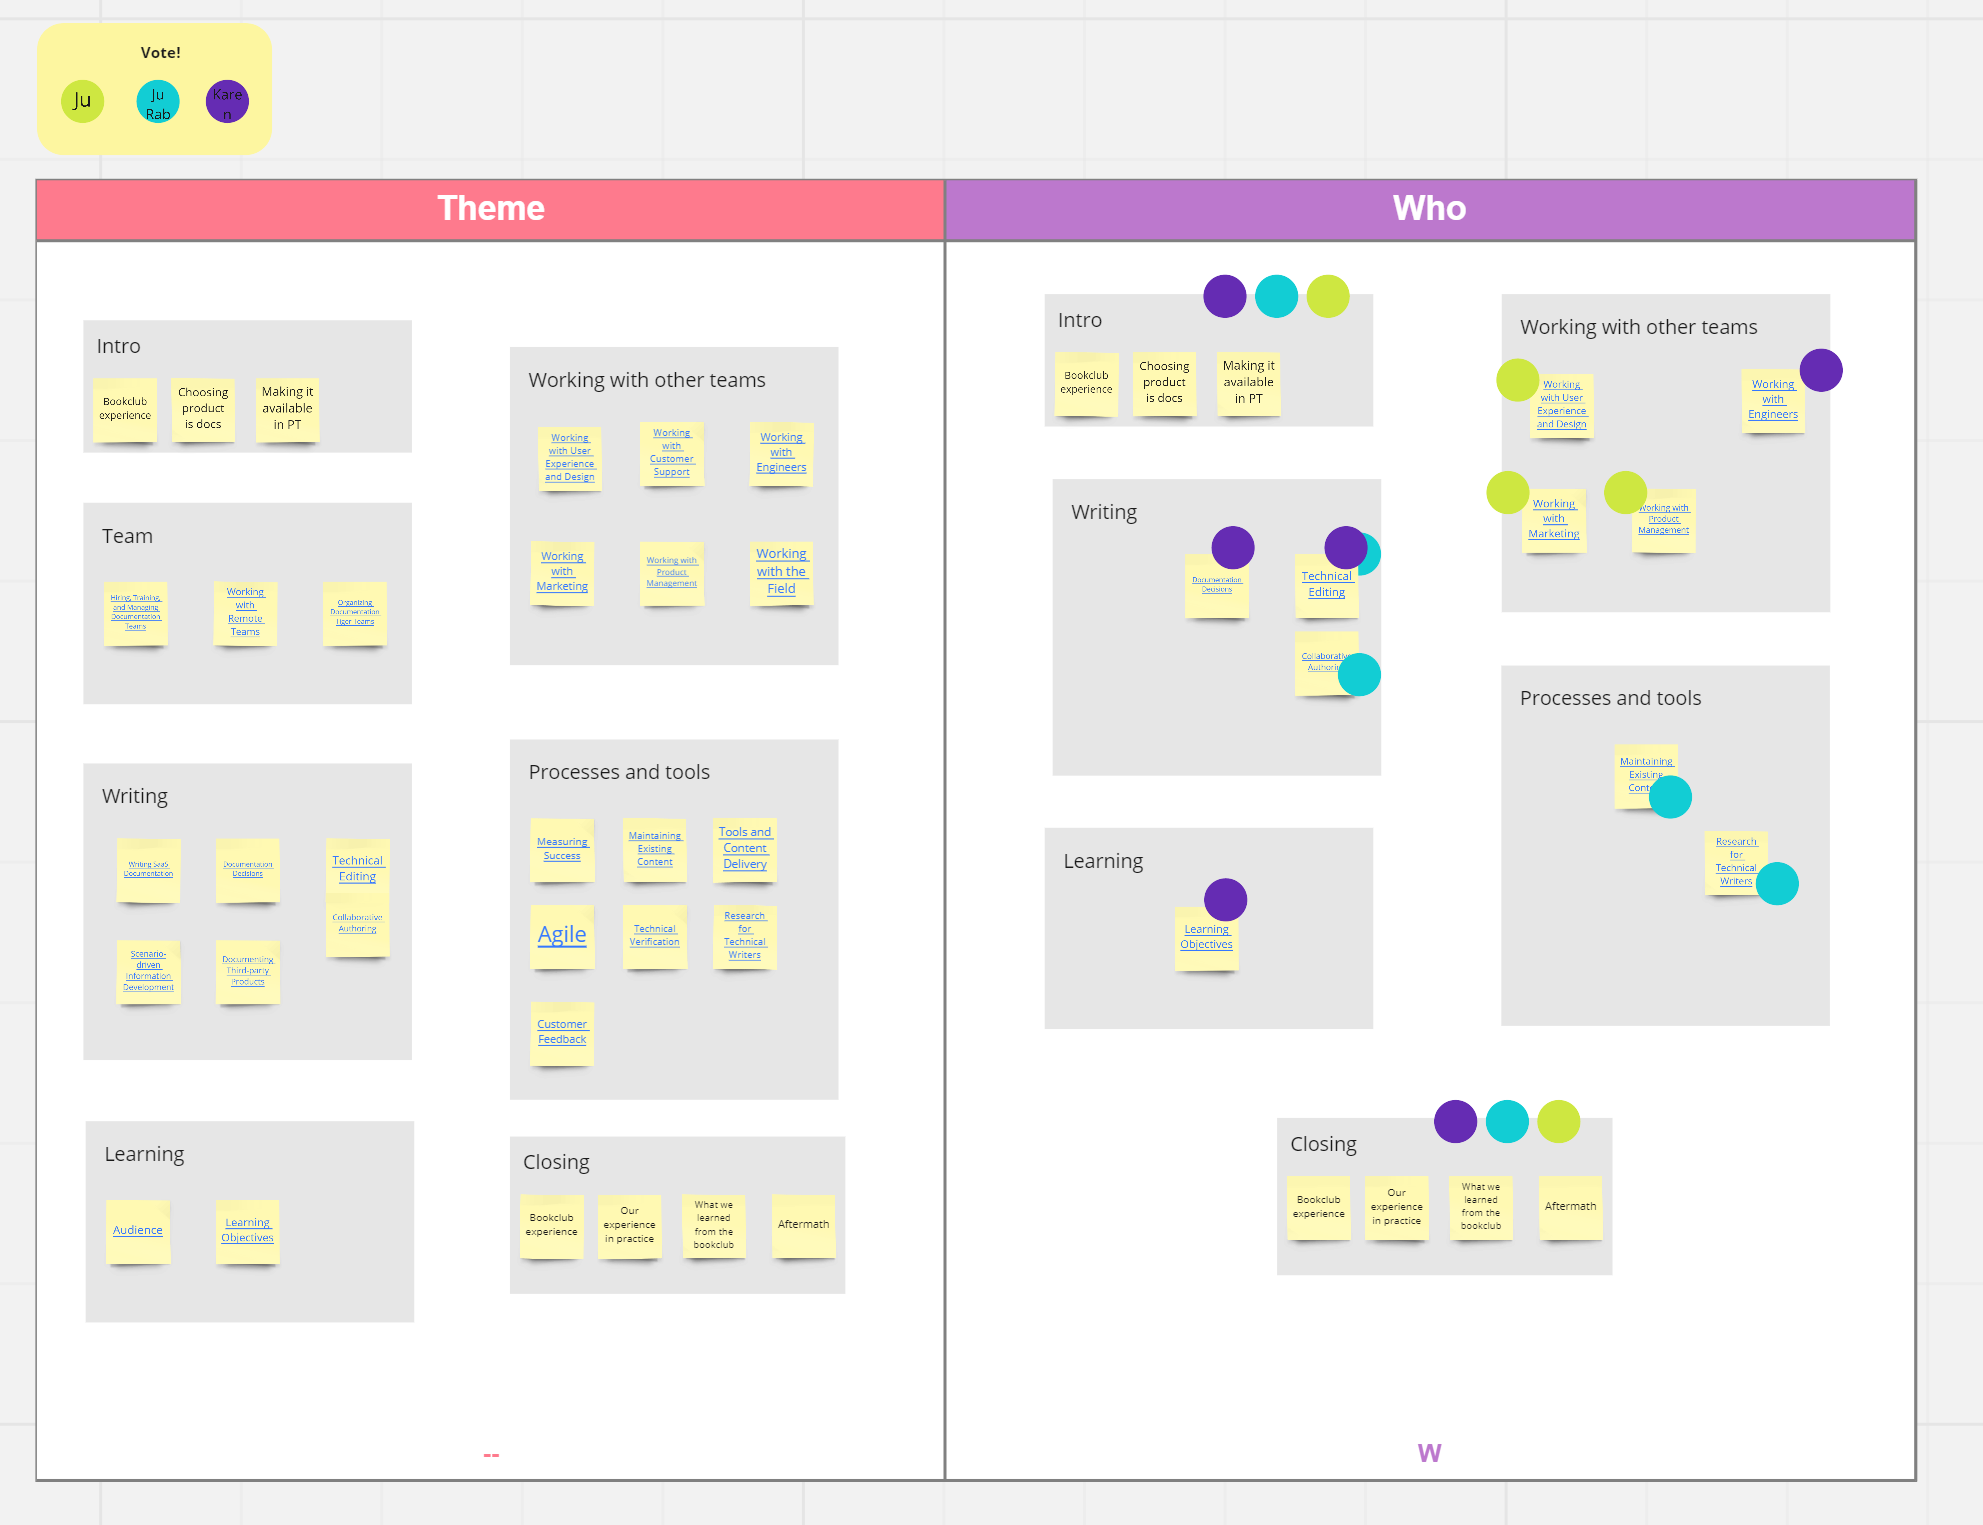 Vote!
Ju
Ju
Rab
Kare
n
Theme
Intro
Bookclub
experience
Choosing
product
is docs
Making it
available
in PT
Team
Hiring, Training,
and Managing
Documentation
Teams
Working
with
Remote
Teams
Organizing
Documentation
Tiger Teams
Writing
Writing SaaS
Documentation
Documentation
Decisions
Technical
Editing
Collaborative
Authoring
Scenario-
driven
Information
Development
Documenting
Third-party
Products
Learning
Audience
Learning
Objectives
Working with other teams
Working
with User
Experience
and Design
Working
with
Customer
Support
Working
with
Engineers
Working
with
Marketing
Working with
Product
Management
Working
with the
Field
Processes and tools
Measuring
Success
Maintaining
Existing
Content
Tools and
Content
Delivery
Agile
Technical
Verification
Research
for
Technical
Writers
Customer
Feedback
Closing
Bookclub
experience
Our
experience
in practice
What we
learned
from the
bookclub
Aftermath
--
Who
Intro
Bookclub
experience
Choosing
product
is docs
Making it
available
in PT
Writing
Documentation
Decisions
Technical
Editing
Collaborative
Authoring
Learning
Learning
Objectives
Working with other teams
Working
with User
Experience
and Design
Working
with
Engineers
Working
with
Marketing
Working with
Product
Management
Processes and tools
Maintaining
Existing
Content
Research
for
Technical
Writers
Closing
Bookclub
experience
Our
experience
in practice
What we
learned
from the
bookclub
Aftermath
W